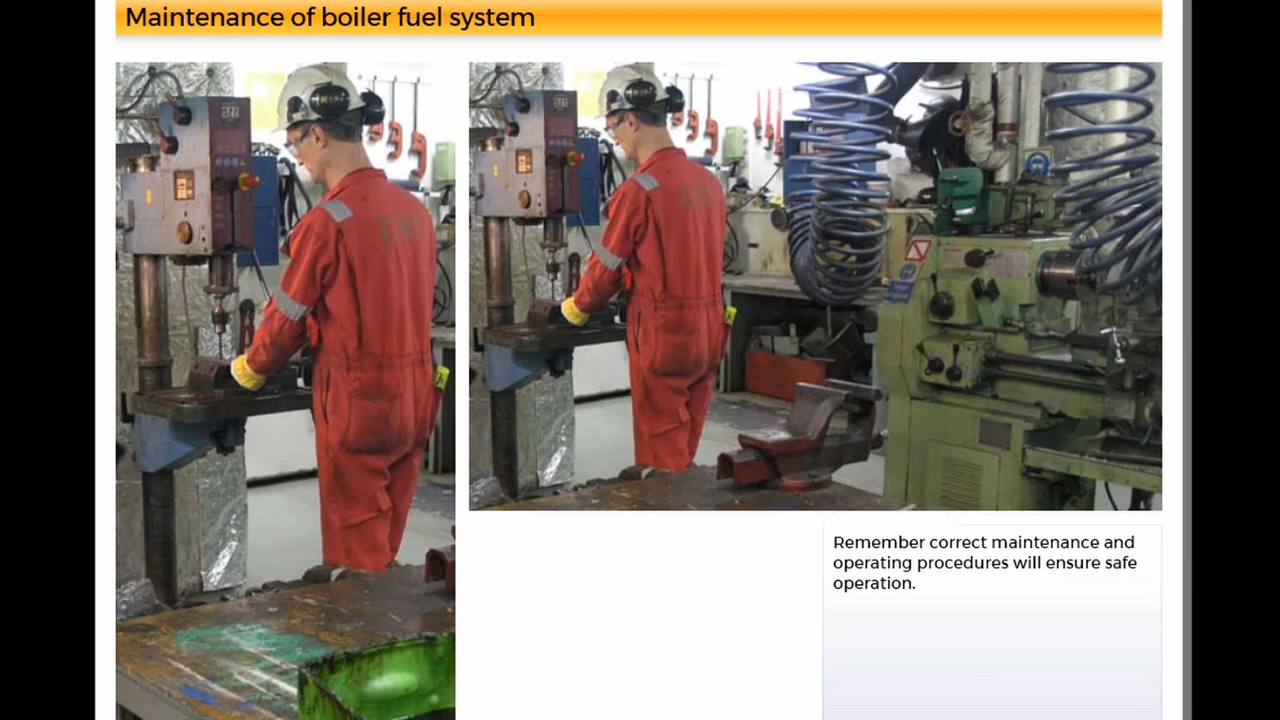 Maintenance of boiler fuel system
Remember correct maintenance and
operating procedures will ensure safe
operation.